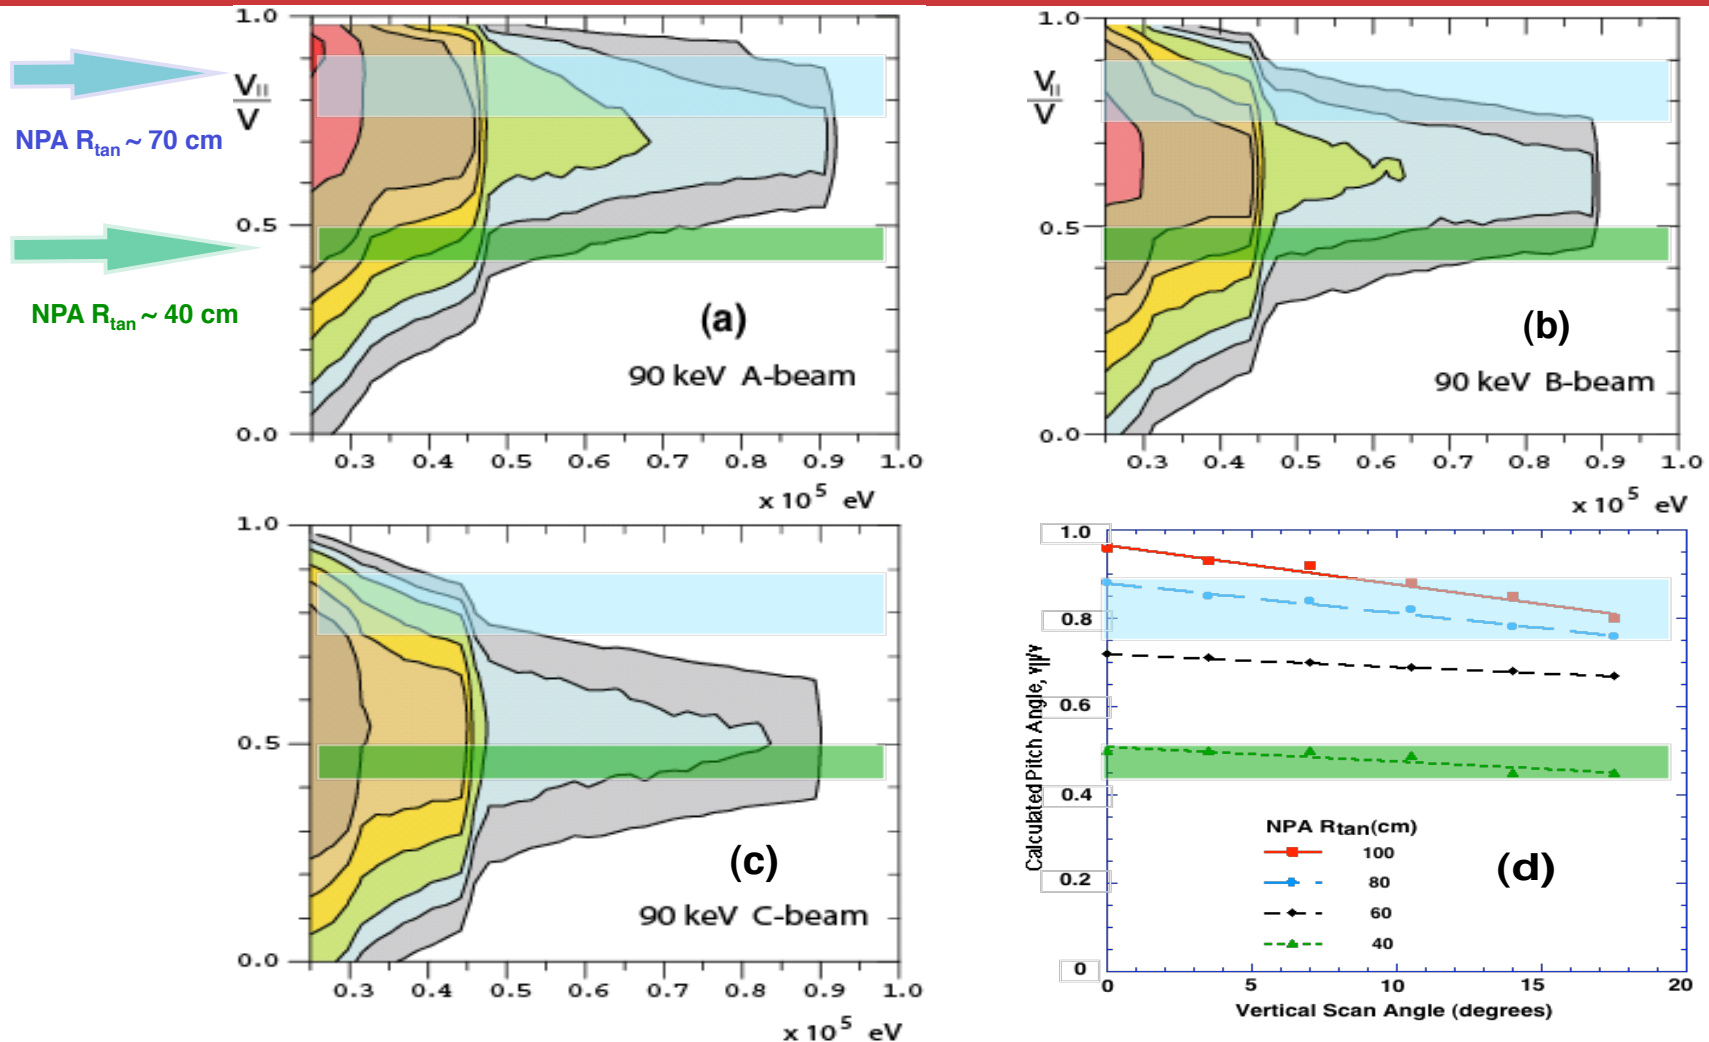 NPA Rtan ~ 70 cm
NPA Rtan ~ 40 cm
1.0
V||
V
0.5
0.0
(a)
90 keV A-beam
0.3 0.4 0.5 0.6 0.7 0.8 0.9 1.0
x 10^5 eV
1.0
V||
V
0.5
0.0
(b)
90 keV B-beam
0.3 0.4 0.5 0.6 0.7 0.8 0.9 1.0
x 10^5 eV
1.0
0.5
0.0
(c)
90 keV C-beam
0.3 0.4 0.5 0.6 0.7 0.8 0.9 1.0
x 10^5 eV
Calculated Pitch Angle, v||/v
1.0
0.8
0.6
0.4
0.2
0
NPA Rtan(cm)
100
80
60
40
(d)
0 5 10 15 20
Vertical Scan Angle (degrees)